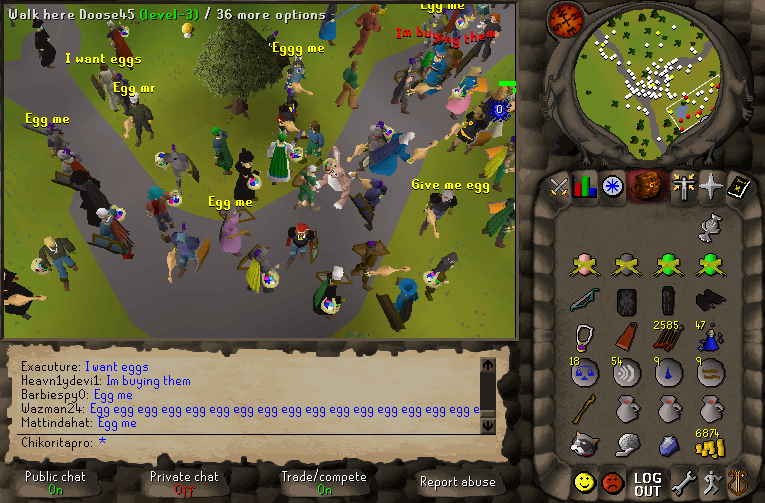 Walk here Doose45 (level-3) / 36 more options
Egg me
I'm buying them
Eggg me
I want eggs
Egg mr
Egg me
0
Give me egg
Egg me
2585
47
18
54
9
9
6874
Exacuture: I want eggs
Heavn1ydevi1: Im buying them
Barbiespy0: Egg me
Wazman24: Egg egg egg egg egg egg egg egg egg egg egg egg egg egg egg egg e
Mattindahat: Egg me
Chikoritapro: *
Public chat
On
Private chat
Off
Trade/compete
On
Report abuse
LOG
OUT